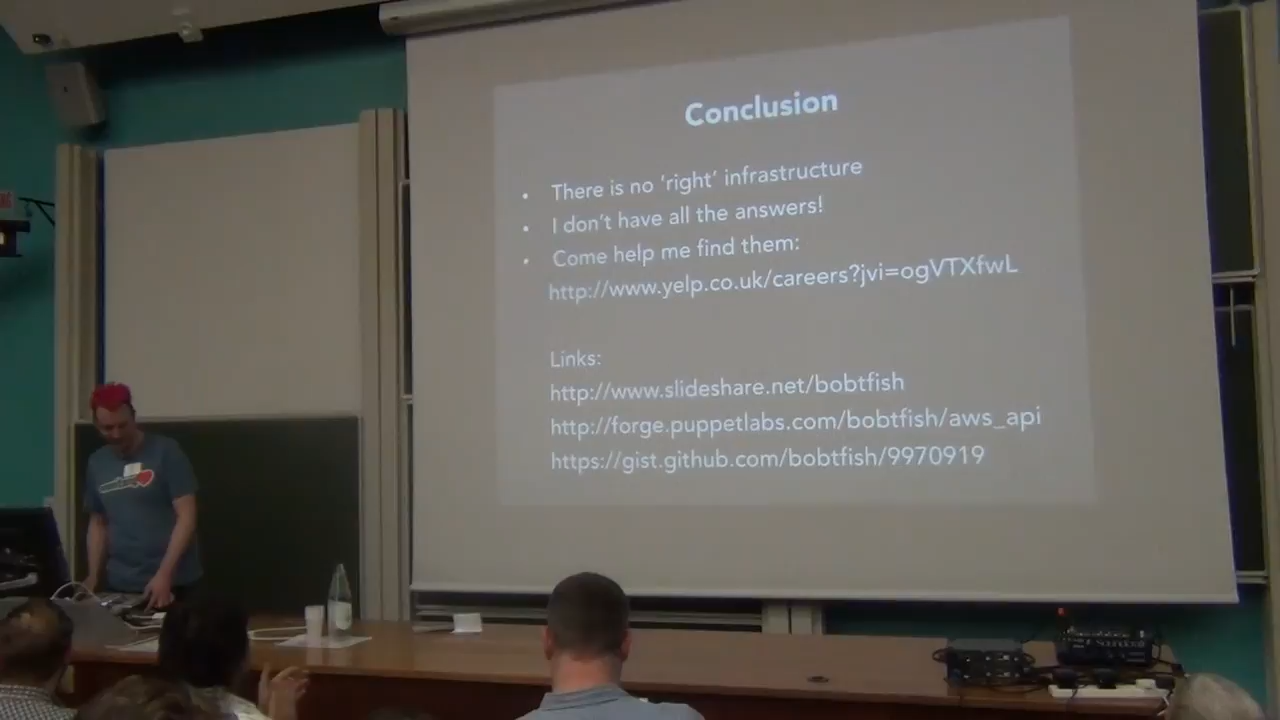 Conclusion
• There is no ‘right’ infrastructure
• I don’t have all the answers!
• Come help me find them:
http://www.yelp.co.uk/careers?jvi=ogVTXfwL
Links:
http://www.slideshare.net/bobtfish
http://forge.puppetlabs.com/bobtfish/aws_api
https://gist.github.com/bobtfish/9970919